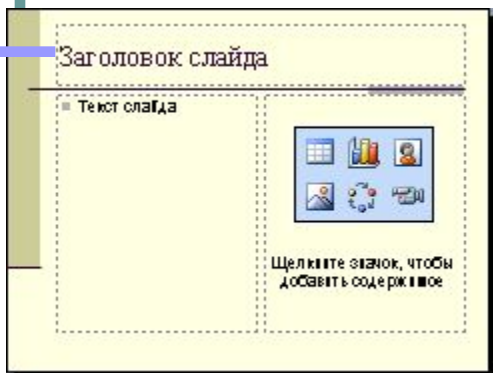 Заголовок слайда
Текст слайда
Щелкните значок, чтобы
добавить содержимое